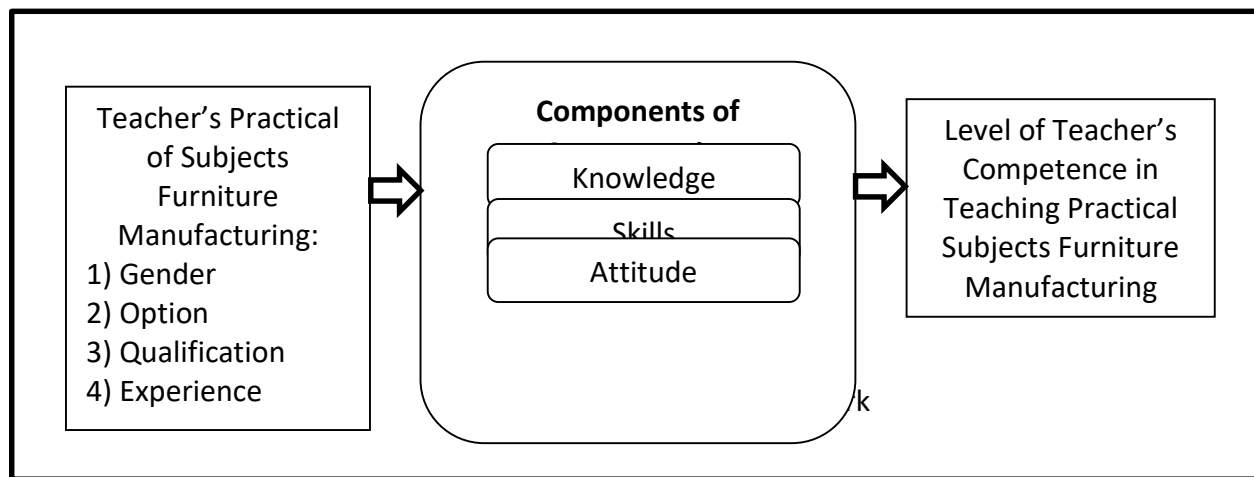 Teacher’s Practical
of Subjects
Furniture
Manufacturing:
1) Gender
2) Option
3) Qualification
4) Experience
Components of
Knowledge
Skills
Attitude
Level of Teacher’s
Competence in
Teaching Practical
Subjects Furniture
Manufacturing